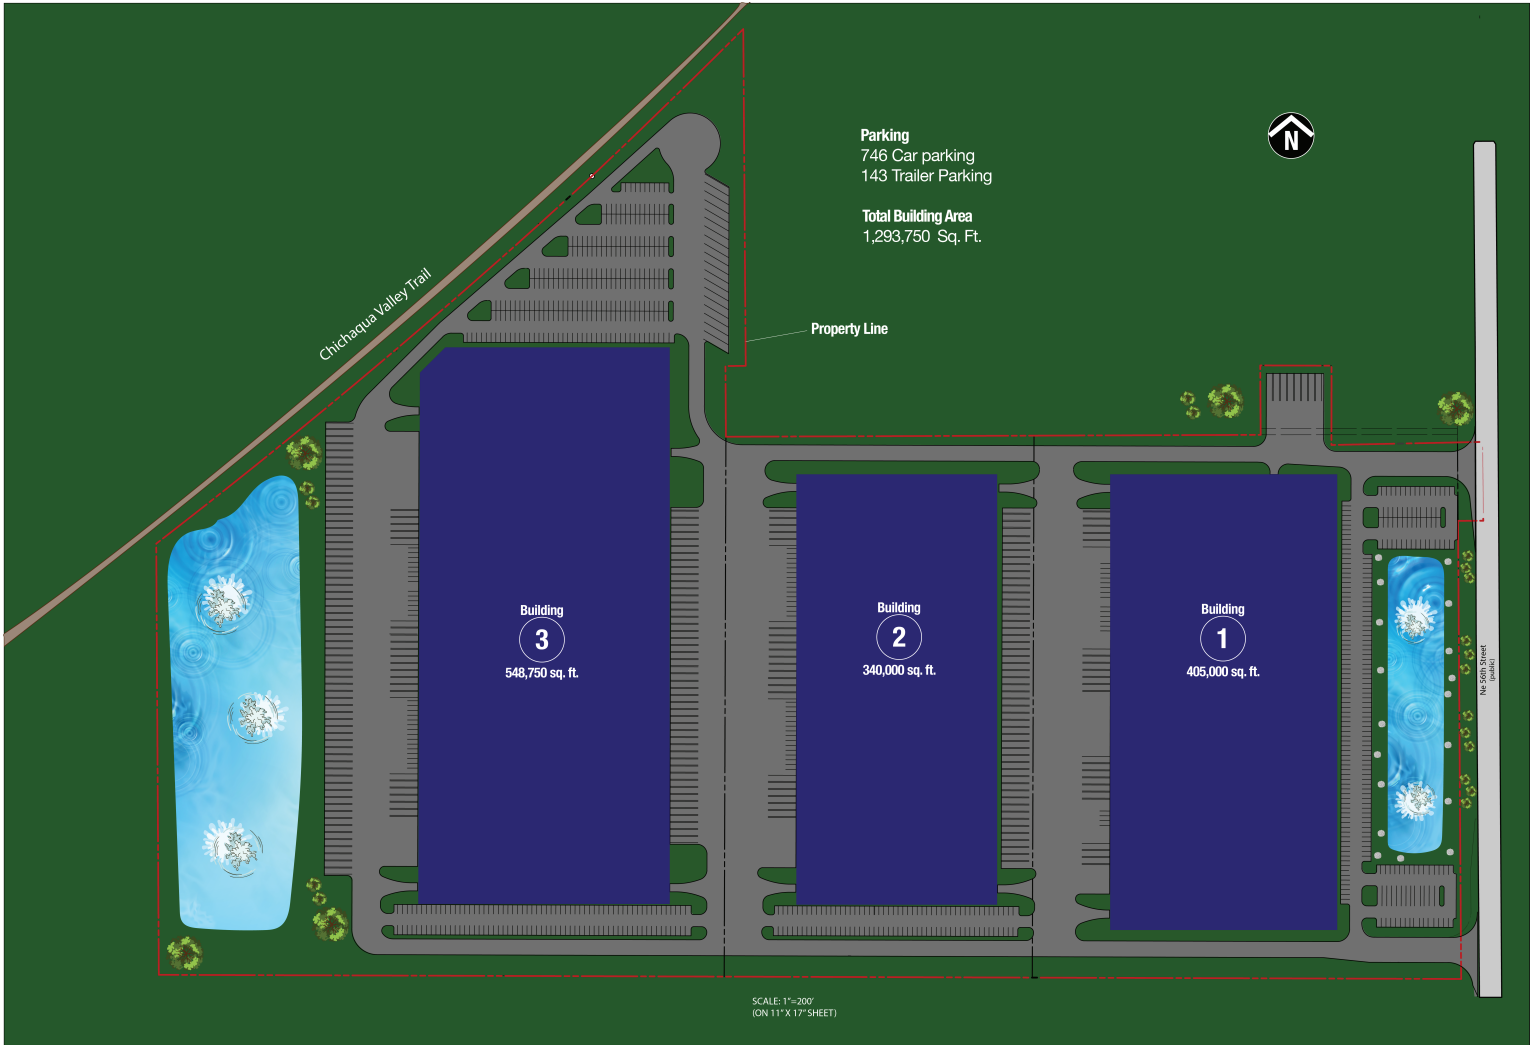 Parking
746 Car parking
143 Trailer Parking
N
Total Building Area
1,293,750 Sq. Ft.
Chichaqua Valley Trail
Property Line
Building
3
548,750 sq. ft.
Building
2
340,000 sq. ft.
Building
1
405,000 sq. ft.
Ne 56th Street
(public)
SCALE: 1"=200'
(ON 11" X 17" SHEET)